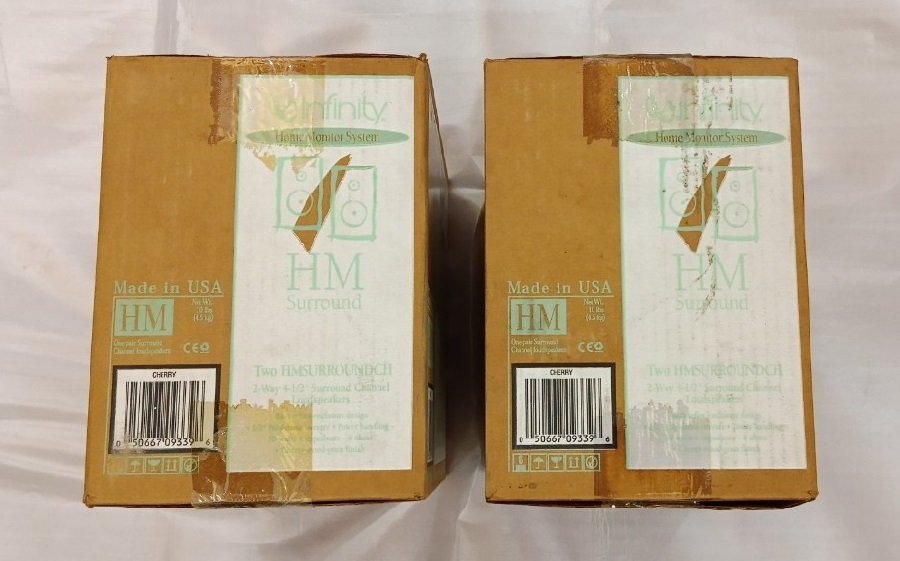 Infinity
Home Monitor System
HM
Surround
Made in USA
HM
Net Wt.
10 lbs
(4.5 kg)
One pair Surround
Channel loudspeakers
CE
CHERRY
0 50667 09339 6
Two HMSURROUNDCH
2-Way 4-1/2" Surround Channel
Loudspeakers
Infinity
Home Monitor System
HM
Surround
Made in USA
HM
Net Wt.
(4.5 kg)
One pair Surround
Channel loudspeakers
CE
CHERRY
0 50667 09339 6
Two HMSURROUNDCH
2-Way 4-1/2" Surround Channel
Loudspeakers